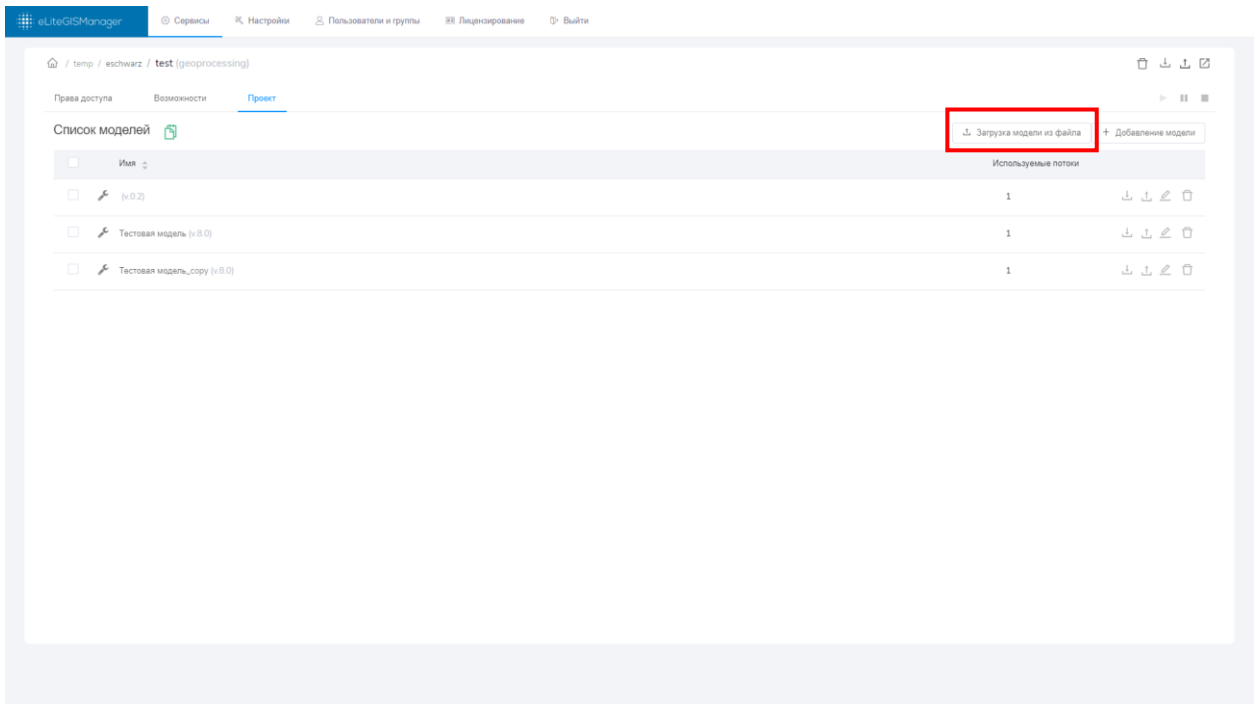 eLiteGISManager Сервисы Настройки Пользователи и группы Лицензирование Выйти
/ temp / eschwarz / test (geoprocessing)
Права доступа Возможности Проект
Список моделей Загрузка модели из файла + Добавление модели
Имя Используемые потоки
(v.0.2) 1
Тестовая модель (v.8.0) 1
Тестовая модель_copy (v.8.0) 1